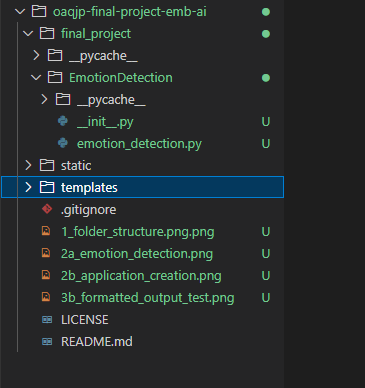 oaqjp-final-project-emb-ai
final_project
__pycache__
EmotionDetection
__pycache__
__init__.py U
emotion_detection.py U
static
templates
.gitignore
1_folder_structure.png.png U
2a_emotion_detection.png U
2b_application_creation.png U
3b_formatted_output_test.png U
LICENSE
README.md